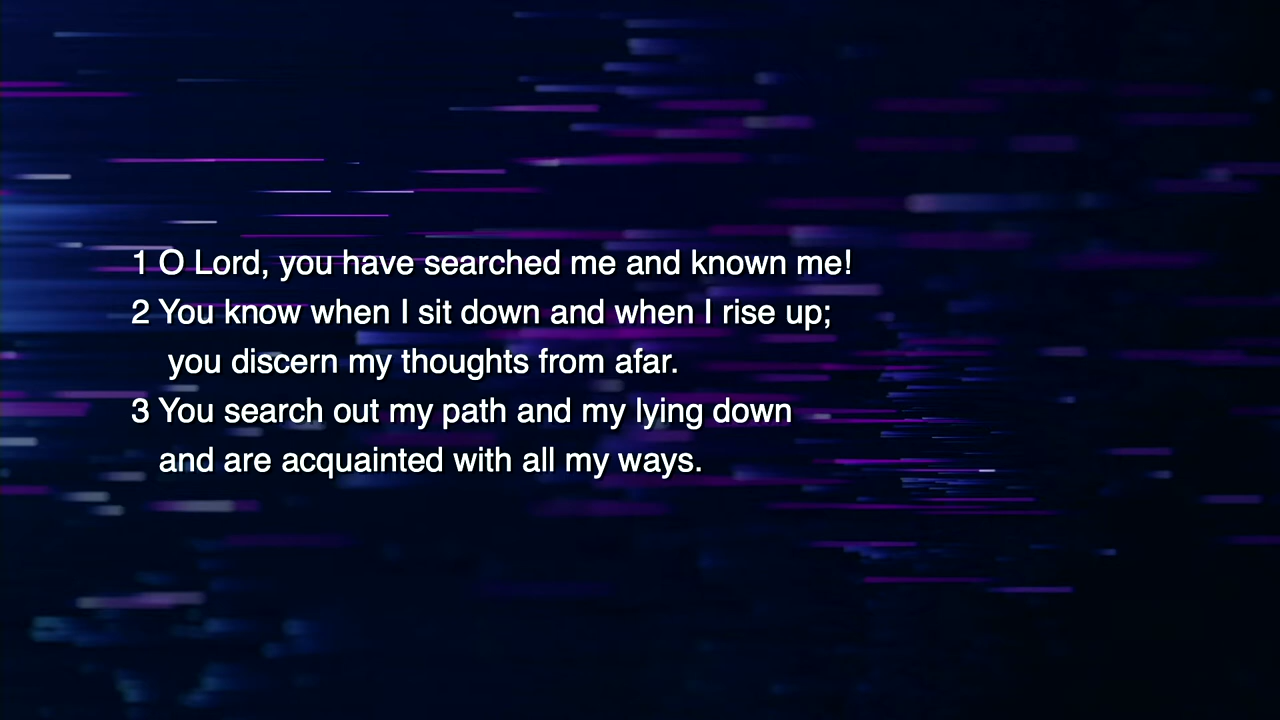 1 O Lord, you have searched me and known me!
2 You know when I sit down and when I rise up;
you discern my thoughts from afar.
3 You search out my path and my lying down
and are acquainted with all my ways.